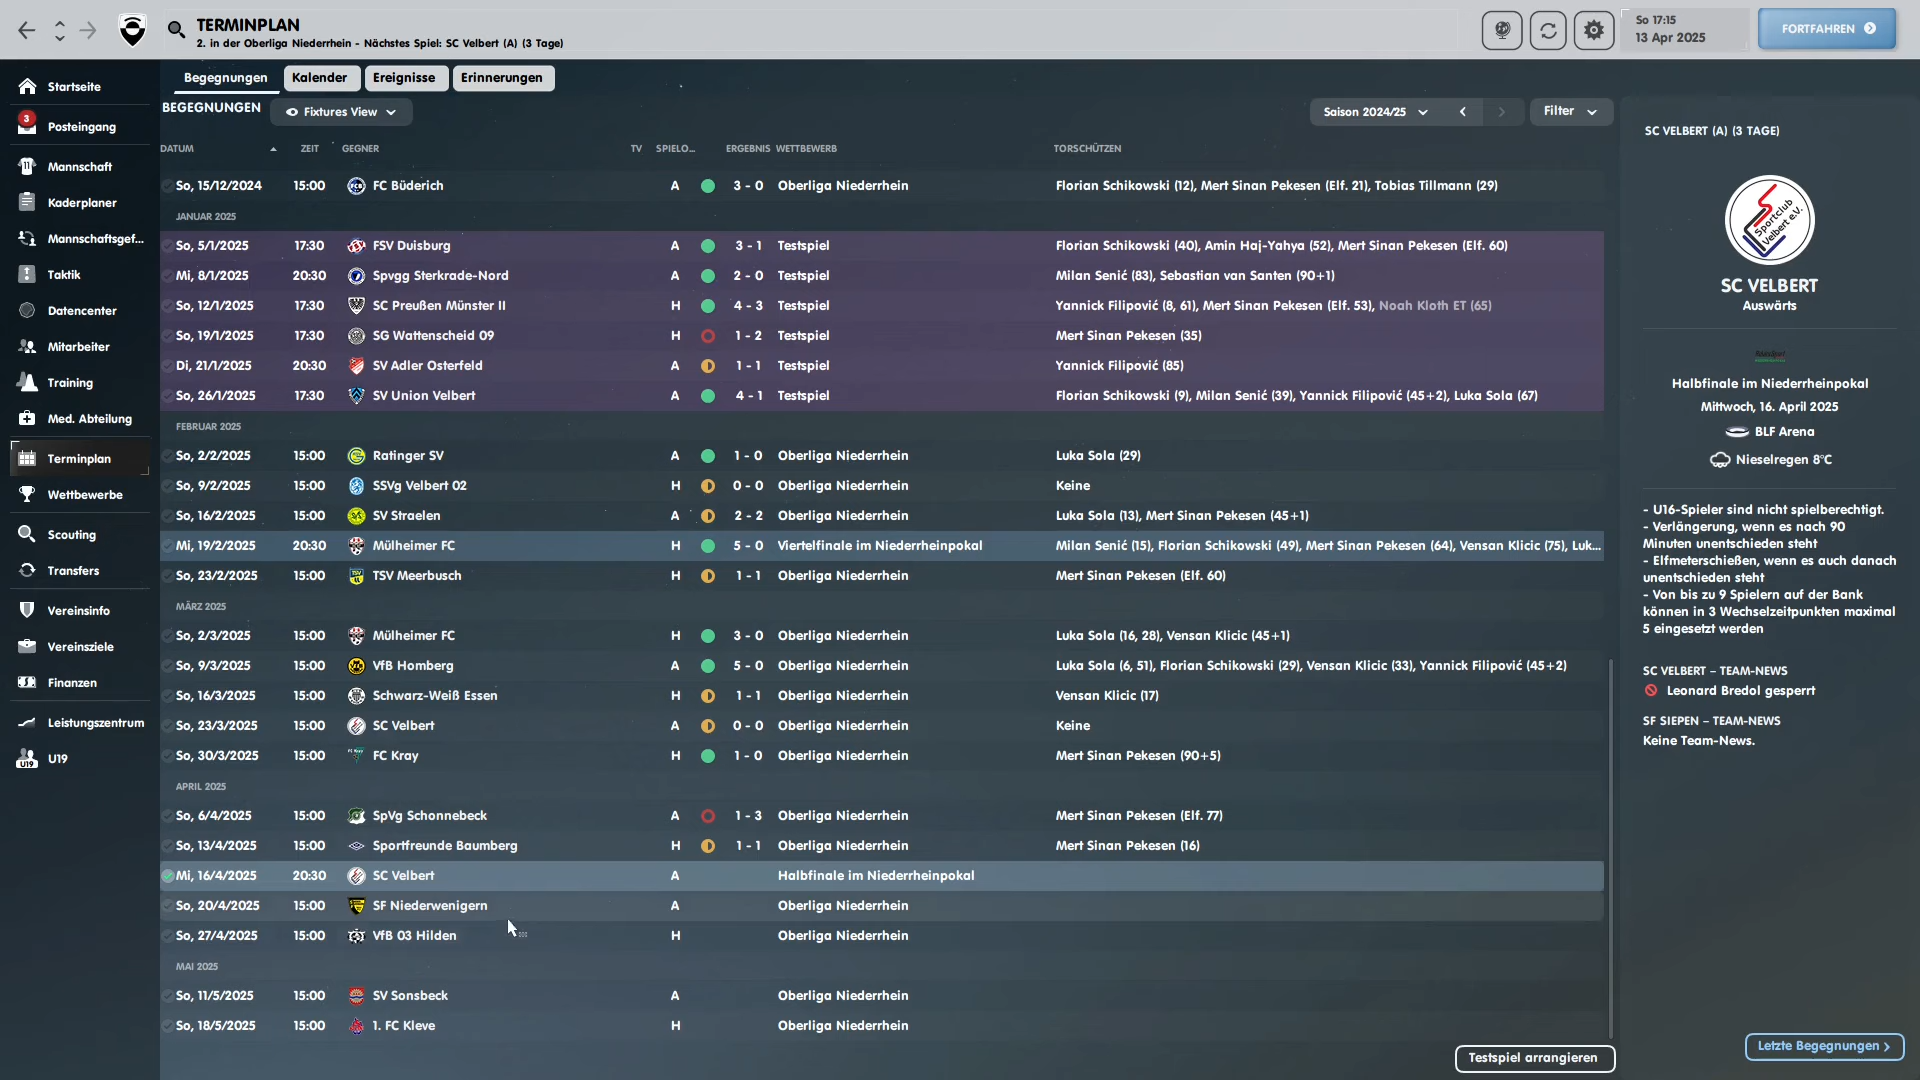 TERMINPLAN
2. in der Oberliga Niederrhein - Nächstes Spiel: SC Velbert (A) (3 Tage)
So 17:15
13 Apr 2025
FORTFAHREN
Startseite
3
Posteingang
Mannschaft
Kaderplaner
Mannschaftsgef...
Taktik
Datencenter
Mitarbeiter
Training
Med. Abteilung
Terminplan
Wettbewerbe
Scouting
Transfers
Vereinsinfo
Vereinsziele
Finanzen
Leistungszentrum
U19
Begegnungen Kalender Ereignisse Erinnerungen
BEGEGNUNGEN Fixtures View Saison 2024/25 Filter
DATUM ZEIT GEGNER TV SPIELO... ERGEBNIS WETTBEWERB TORSCHÜTZEN
So, 15/12/2024 15:00 FC Büderich A 3 - 0 Oberliga Niederrhein Florian Schikowski (12), Mert Sinan Pekesen (Elf. 21), Tobias Tillmann (29)
JANUAR 2025
So, 5/1/2025 17:30 FSV Duisburg A 3 - 1 Testspiel Florian Schikowski (40), Amin Haj-Yahya (52), Mert Sinan Pekesen (Elf. 60)
Mi, 8/1/2025 20:30 Spvgg Sterkrade-Nord A 2 - 0 Testspiel Milan Senić (83), Sebastian van Santen (90+1)
So, 12/1/2025 17:30 SC Preußen Münster II H 4 - 3 Testspiel Yannick Filipović (8, 61), Mert Sinan Pekesen (Elf. 53), Noah Kloth ET (65)
So, 19/1/2025 17:30 SG Wattenscheid 09 H 1 - 2 Testspiel Mert Sinan Pekesen (35)
Di, 21/1/2025 20:30 SV Adler Osterfeld A 1 - 1 Testspiel Yannick Filipović (85)
So, 26/1/2025 17:30 SV Union Velbert A 4 - 1 Testspiel Florian Schikowski (9), Milan Senić (39), Yannick Filipović (45+2), Luka Sola (67)
FEBRUAR 2025
So, 2/2/2025 15:00 Ratinger SV A 1 - 0 Oberliga Niederrhein Luka Sola (29)
So, 9/2/2025 15:00 SSVg Velbert 02 H 0 - 0 Oberliga Niederrhein Keine
So, 16/2/2025 15:00 SV Straelen A 2 - 2 Oberliga Niederrhein Luka Sola (13), Mert Sinan Pekesen (45+1)
Mi, 19/2/2025 20:30 Mülheimer FC H 5 - 0 Viertelfinale im Niederrheinpokal Milan Senić (15), Florian Schikowski (49), Mert Sinan Pekesen (64), Vensan Klicic (75), Luk...
So, 23/2/2025 15:00 TSV Meerbusch H 1 - 1 Oberliga Niederrhein Mert Sinan Pekesen (Elf. 60)
MÄRZ 2025
So, 2/3/2025 15:00 Mülheimer FC H 3 - 0 Oberliga Niederrhein Luka Sola (16, 28), Vensan Klicic (45+1)
So, 9/3/2025 15:00 VfB Homberg A 5 - 0 Oberliga Niederrhein Luka Sola (6, 51), Florian Schikowski (29), Vensan Klicic (33), Yannick Filipović (45+2)
So, 16/3/2025 15:00 Schwarz-Weiß Essen H 1 - 1 Oberliga Niederrhein Vensan Klicic (17)
So, 23/3/2025 15:00 SC Velbert A 0 - 0 Oberliga Niederrhein Keine
So, 30/3/2025 15:00 FC Kray H 1 - 0 Oberliga Niederrhein Mert Sinan Pekesen (90+5)
APRIL 2025
So, 6/4/2025 15:00 SpVg Schonnebeck A 1 - 3 Oberliga Niederrhein Mert Sinan Pekesen (Elf. 77)
So, 13/4/2025 15:00 Sportfreunde Baumberg H 1 - 1 Oberliga Niederrhein Mert Sinan Pekesen (16)
Mi, 16/4/2025 20:30 SC Velbert A Halbfinale im Niederrheinpokal
So, 20/4/2025 15:00 SF Niederwenigern A Oberliga Niederrhein
So, 27/4/2025 15:00 VfB 03 Hilden H Oberliga Niederrhein
MAI 2025
So, 11/5/2025 15:00 SV Sonsbeck A Oberliga Niederrhein
So, 18/5/2025 15:00 1. FC Kleve H Oberliga Niederrhein
Testspiel arrangieren
SC VELBERT (A) (3 TAGE)
Sportclub
Velbert e.V.
SC VELBERT
Auswärts
Halbfinale im Niederrheinpokal
Mittwoch, 16. April 2025
BLF Arena
Nieselregen 8°C
- U16-Spieler sind nicht spielberechtigt.
- Verlängerung, wenn es nach 90
Minuten unentschieden steht
- Elfmeterschießen, wenn es auch danach
unentschieden steht
- Von bis zu 9 Spielern auf der Bank
können in 3 Wechselzeitpunkten maximal
5 eingesetzt werden
SC VELBERT – TEAM-NEWS
Leonard Bredol gesperrt
SF SIEPEN – TEAM-NEWS
Keine Team-News.
Letzte Begegnungen